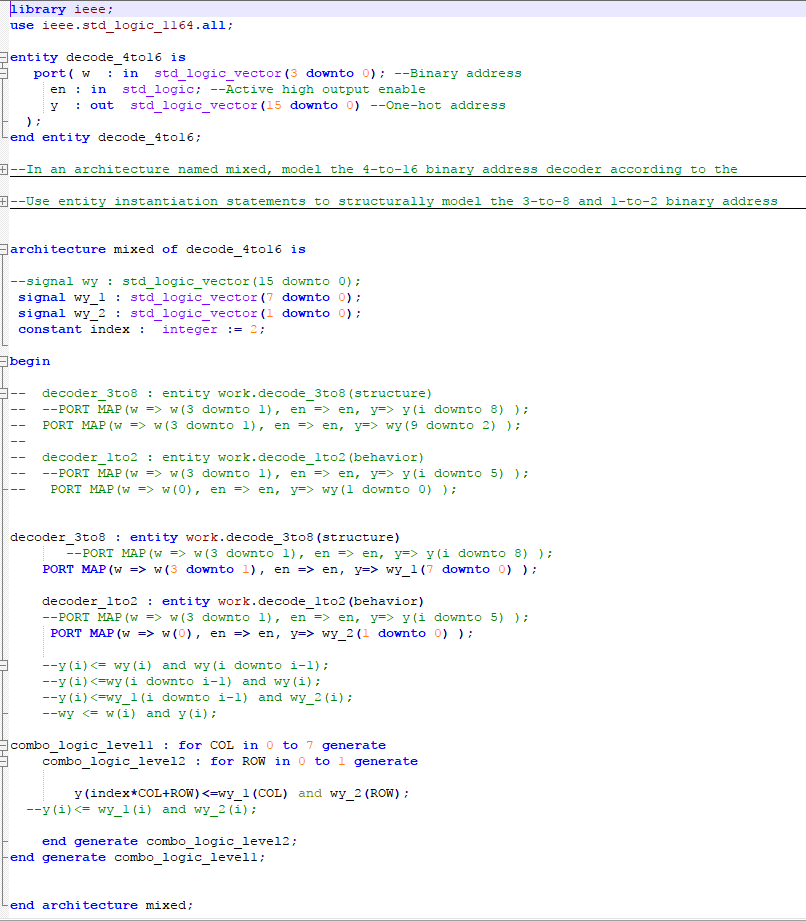 library ieee;
use ieee.std_logic_1164.all;
entity decode_4to16 is
port( w  : in  std_logic_vector(3 downto 0); --Binary address
en : in  std_logic; --Active high output enable
y  : out  std_logic_vector(15 downto 0) --One-hot address
);
end entity decode_4to16;
--In an architecture named mixed, model the 4-to-16 binary address decoder according to the
--Use entity instantiation statements to structurally model the 3-to-8 and 1-to-2 binary address
architecture mixed of decode_4to16 is
--signal wy : std_logic_vector(15 downto 0);
signal wy_1 : std_logic_vector(7 downto 0);
signal wy_2 : std_logic_vector(1 downto 0);
constant index :  integer := 2;
begin
--  decoder_3to8 : entity work.decode_3to8(structure)
--  --PORT MAP(w => w(3 downto 1), en => en, y=> y(i downto 8) );
--  PORT MAP(w => w(3 downto 1), en => en, y=> wy(9 downto 2) );
--
--  decoder_1to2 : entity work.decode_1to2(behavior)
--  --PORT MAP(w => w(3 downto 1), en => en, y=> y(i downto 5) );
---   PORT MAP(w => w(0), en => en, y=> wy(1 downto 0) );
decoder_3to8 : entity work.decode_3to8(structure)
--PORT MAP(w => w(3 downto 1), en => en, y=> y(i downto 8) );
PORT MAP(w => w(3 downto 1), en => en, y=> wy_1(7 downto 0) );
decoder_1to2 : entity work.decode_1to2(behavior)
--PORT MAP(w => w(3 downto 1), en => en, y=> y(i downto 5) );
PORT MAP(w => w(0), en => en, y=> wy_2(1 downto 0) );
--y(i)<= wy(i) and wy(i downto i-1);
--y(i)<=wy(i downto i-1) and wy(i);
--y(i)<=wy_1(i downto i-1) and wy_2(i);
--wy <= w(i) and y(i);
combo_logic_level1 : for COL in 0 to 7 generate
combo_logic_level2 : for ROW in 0 to 1 generate
y(index*COL+ROW)<=wy_1(COL) and wy_2(ROW);
--y(i)<= wy_1(i) and wy_2(i);
end generate combo_logic_level2;
end generate combo_logic_level1;
end architecture mixed;